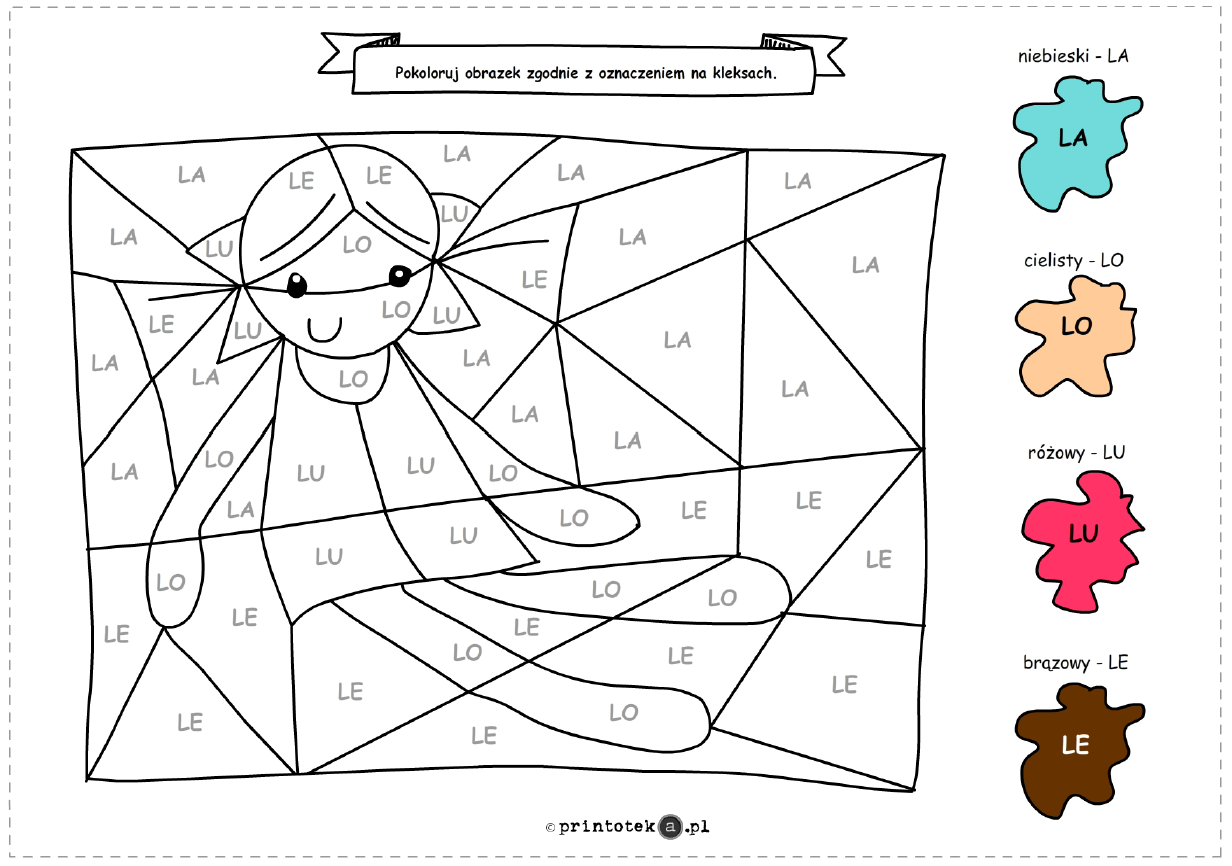 Pokoloruj obrazek zgodnie z oznaczeniem na kleksach.
niebieski - LA
LA
cielisty - LO
LO
różowy - LU
LU
brązowy - LE
LE
LA LE LE LA LA LA
LA LU LU LO LA LA
LE LU LO LU LE LA
LA LA LO LA LA LA
LA LO LU LU LO LA LA
LA LU LU LO LE LE
LO LE LE LO LO LE
LE LO LE LE
LE LE LO LE
LE
© printoteka.pl